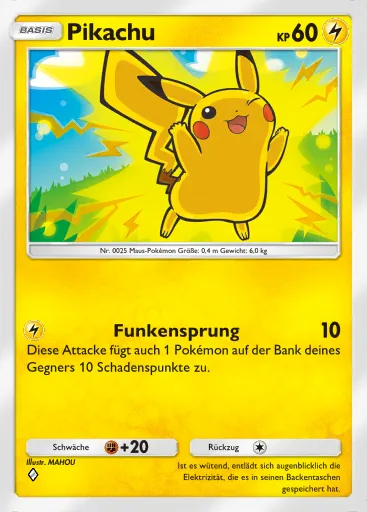 BASIS Pikachu KP 60
Nr. 0025 Maus-Pokémon Größe: 0,4 m Gewicht: 6,0 kg
Funkensprung 10
Diese Attacke fügt auch 1 Pokémon auf der Bank deines
Gegners 10 Schadenspunkte zu.
Schwäche +20 Rückzug
Illustr. MAHOU
Ist es wütend, entlädt sich augenblicklich die
Elektrizität, die es in seinen Backentaschen
gespeichert hat.